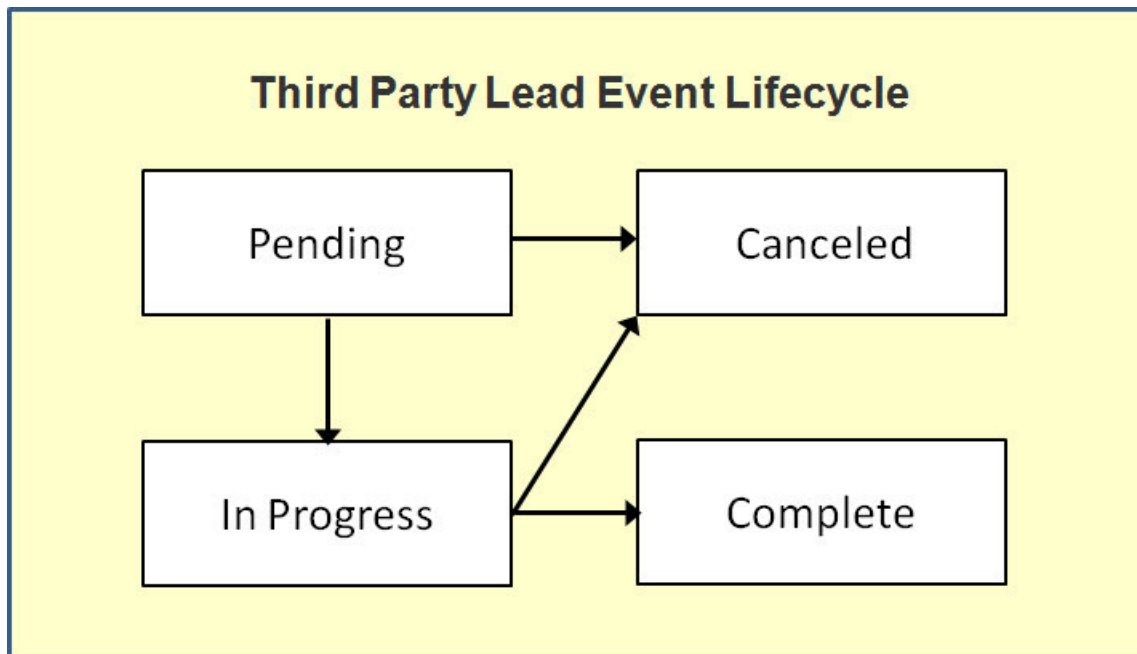 Third Party Lead Event Lifecycle
Pending
Canceled
In Progress
Complete